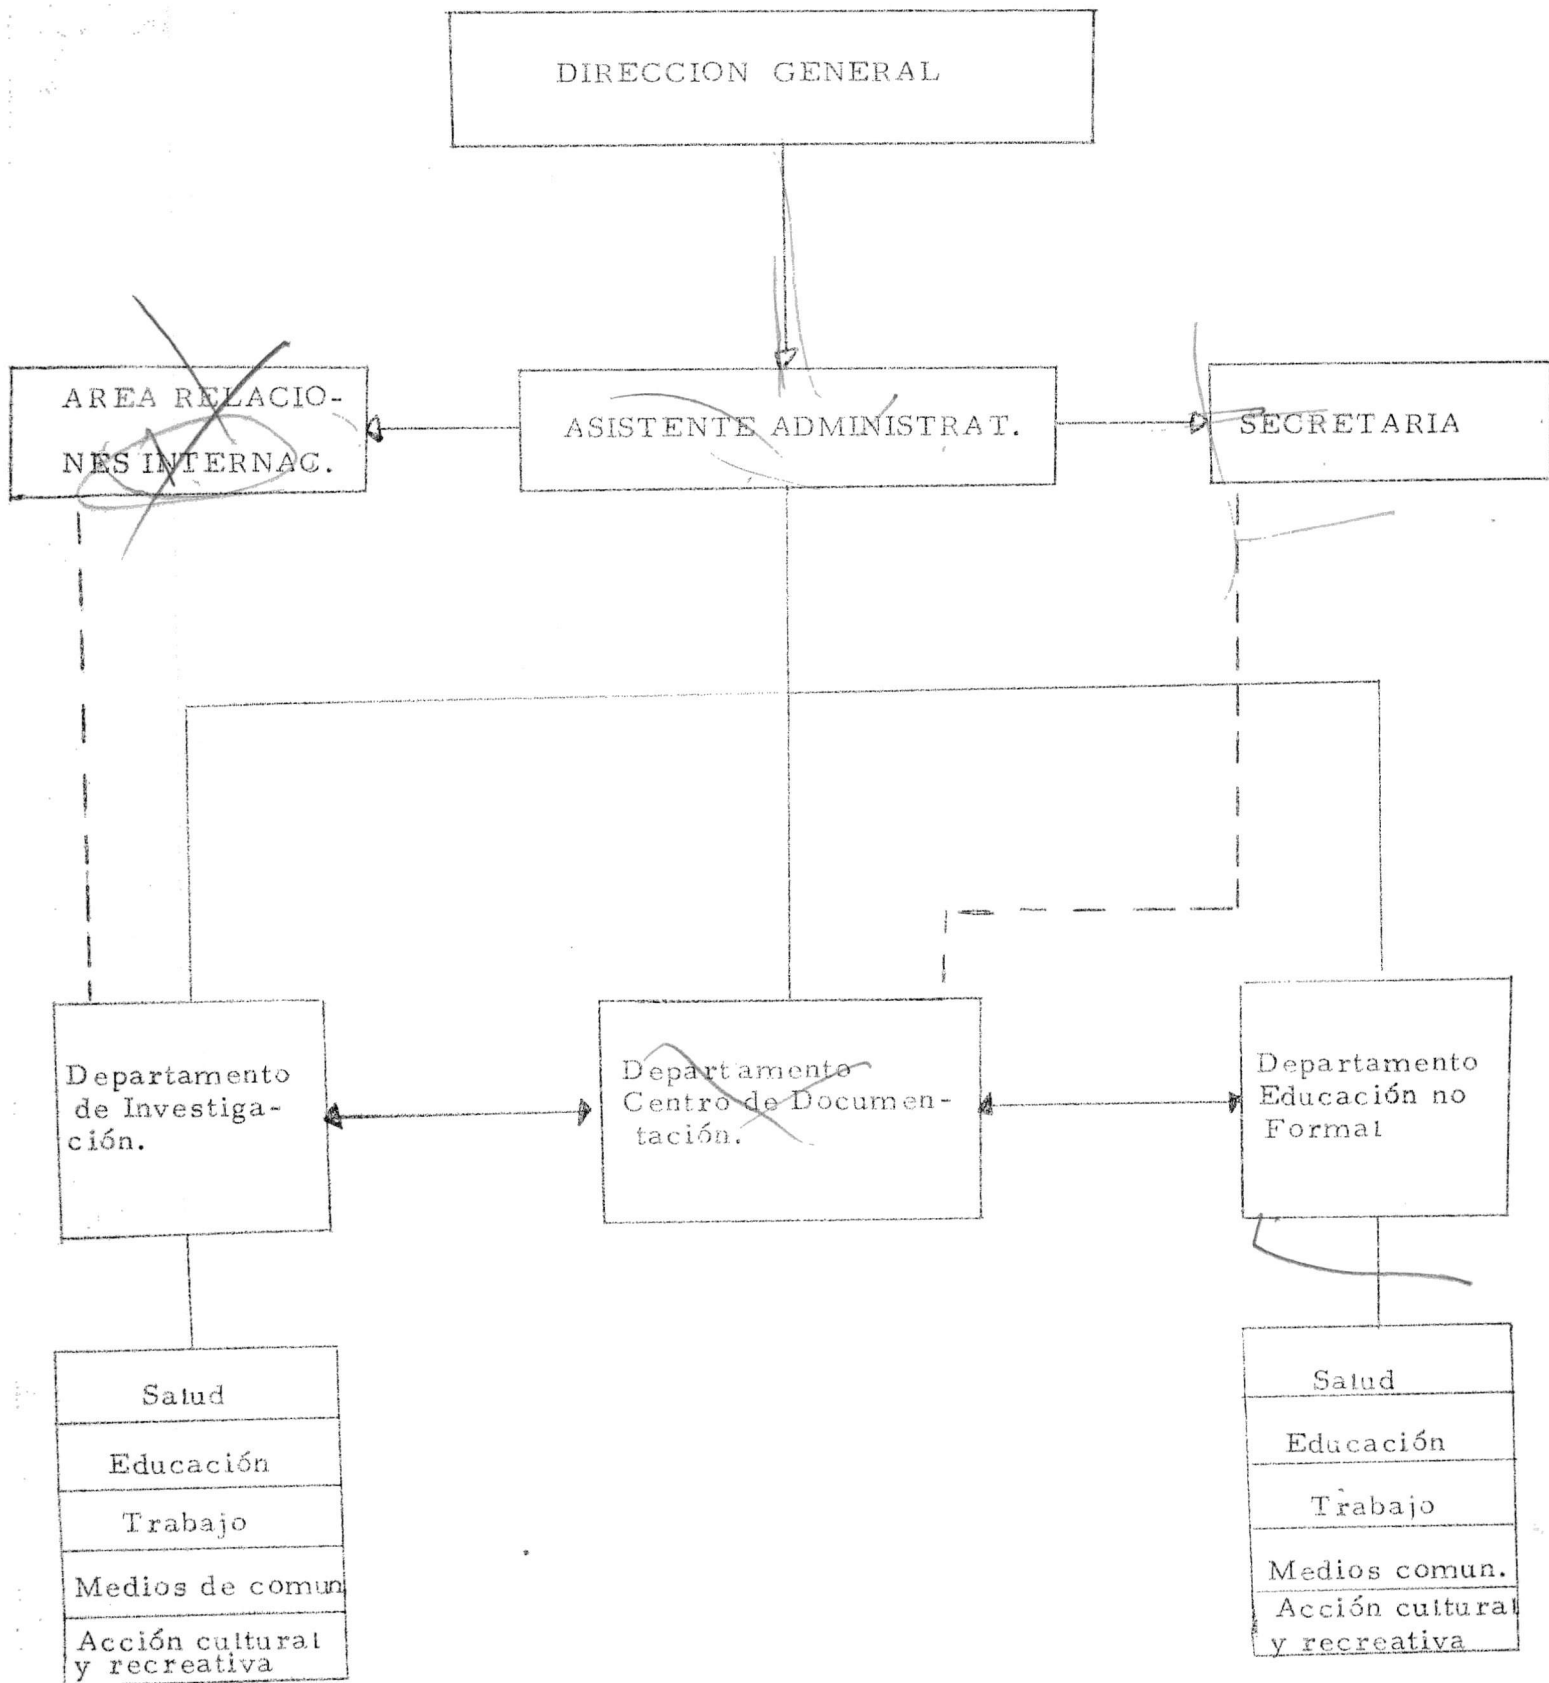 DIRECCION GENERAL
AREA RELACIO-
NES INTERNAC.
ASISTENTE ADMINISTRAT.
SECRETARIA
Departamento
de Investiga-
ción.
Departamento
Centro de Documen-
tación.
Departamento
Educación no
Formal
Salud
Educación
Trabajo
Medios de comun
Acción cultural
y recreativa
Salud
Educación
Trabajo
Medios comun.
Acción cultural
y recreativa